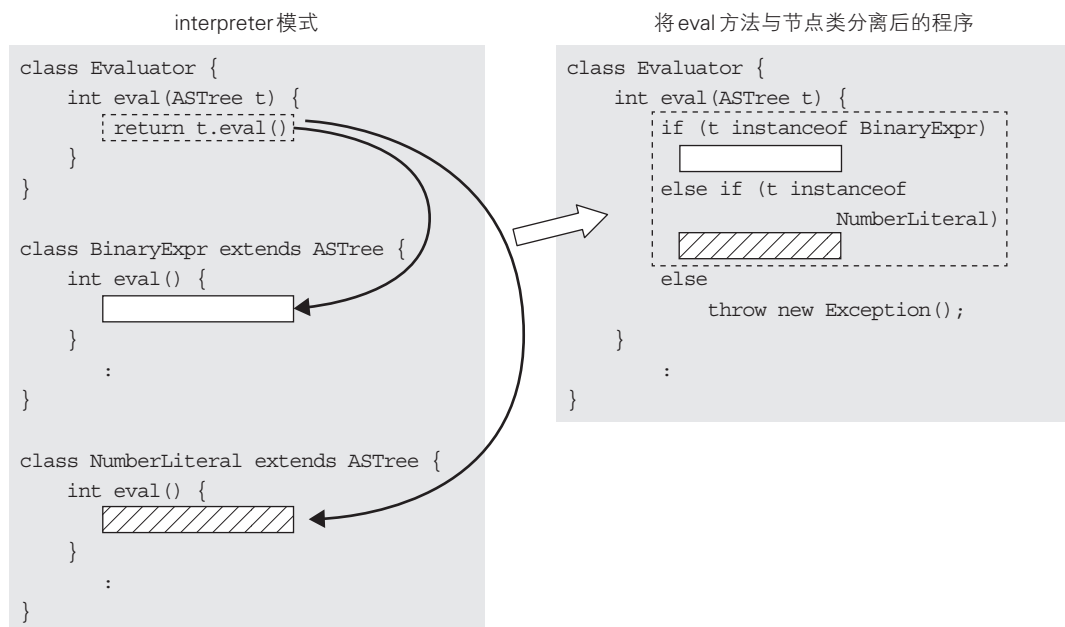 interpreter模式
class Evaluator {
int eval(ASTree t) {
return t.eval()
}
}
class BinaryExpr extends ASTree {
int eval() {
}
:
}
class NumberLiteral extends ASTree {
int eval() {
}
:
}
将eval方法与节点类分离后的程序
class Evaluator {
int eval(ASTree t) {
if (t instanceof BinaryExpr)
else if (t instanceof
NumberLiteral)
else
throw new Exception();
}
:
}